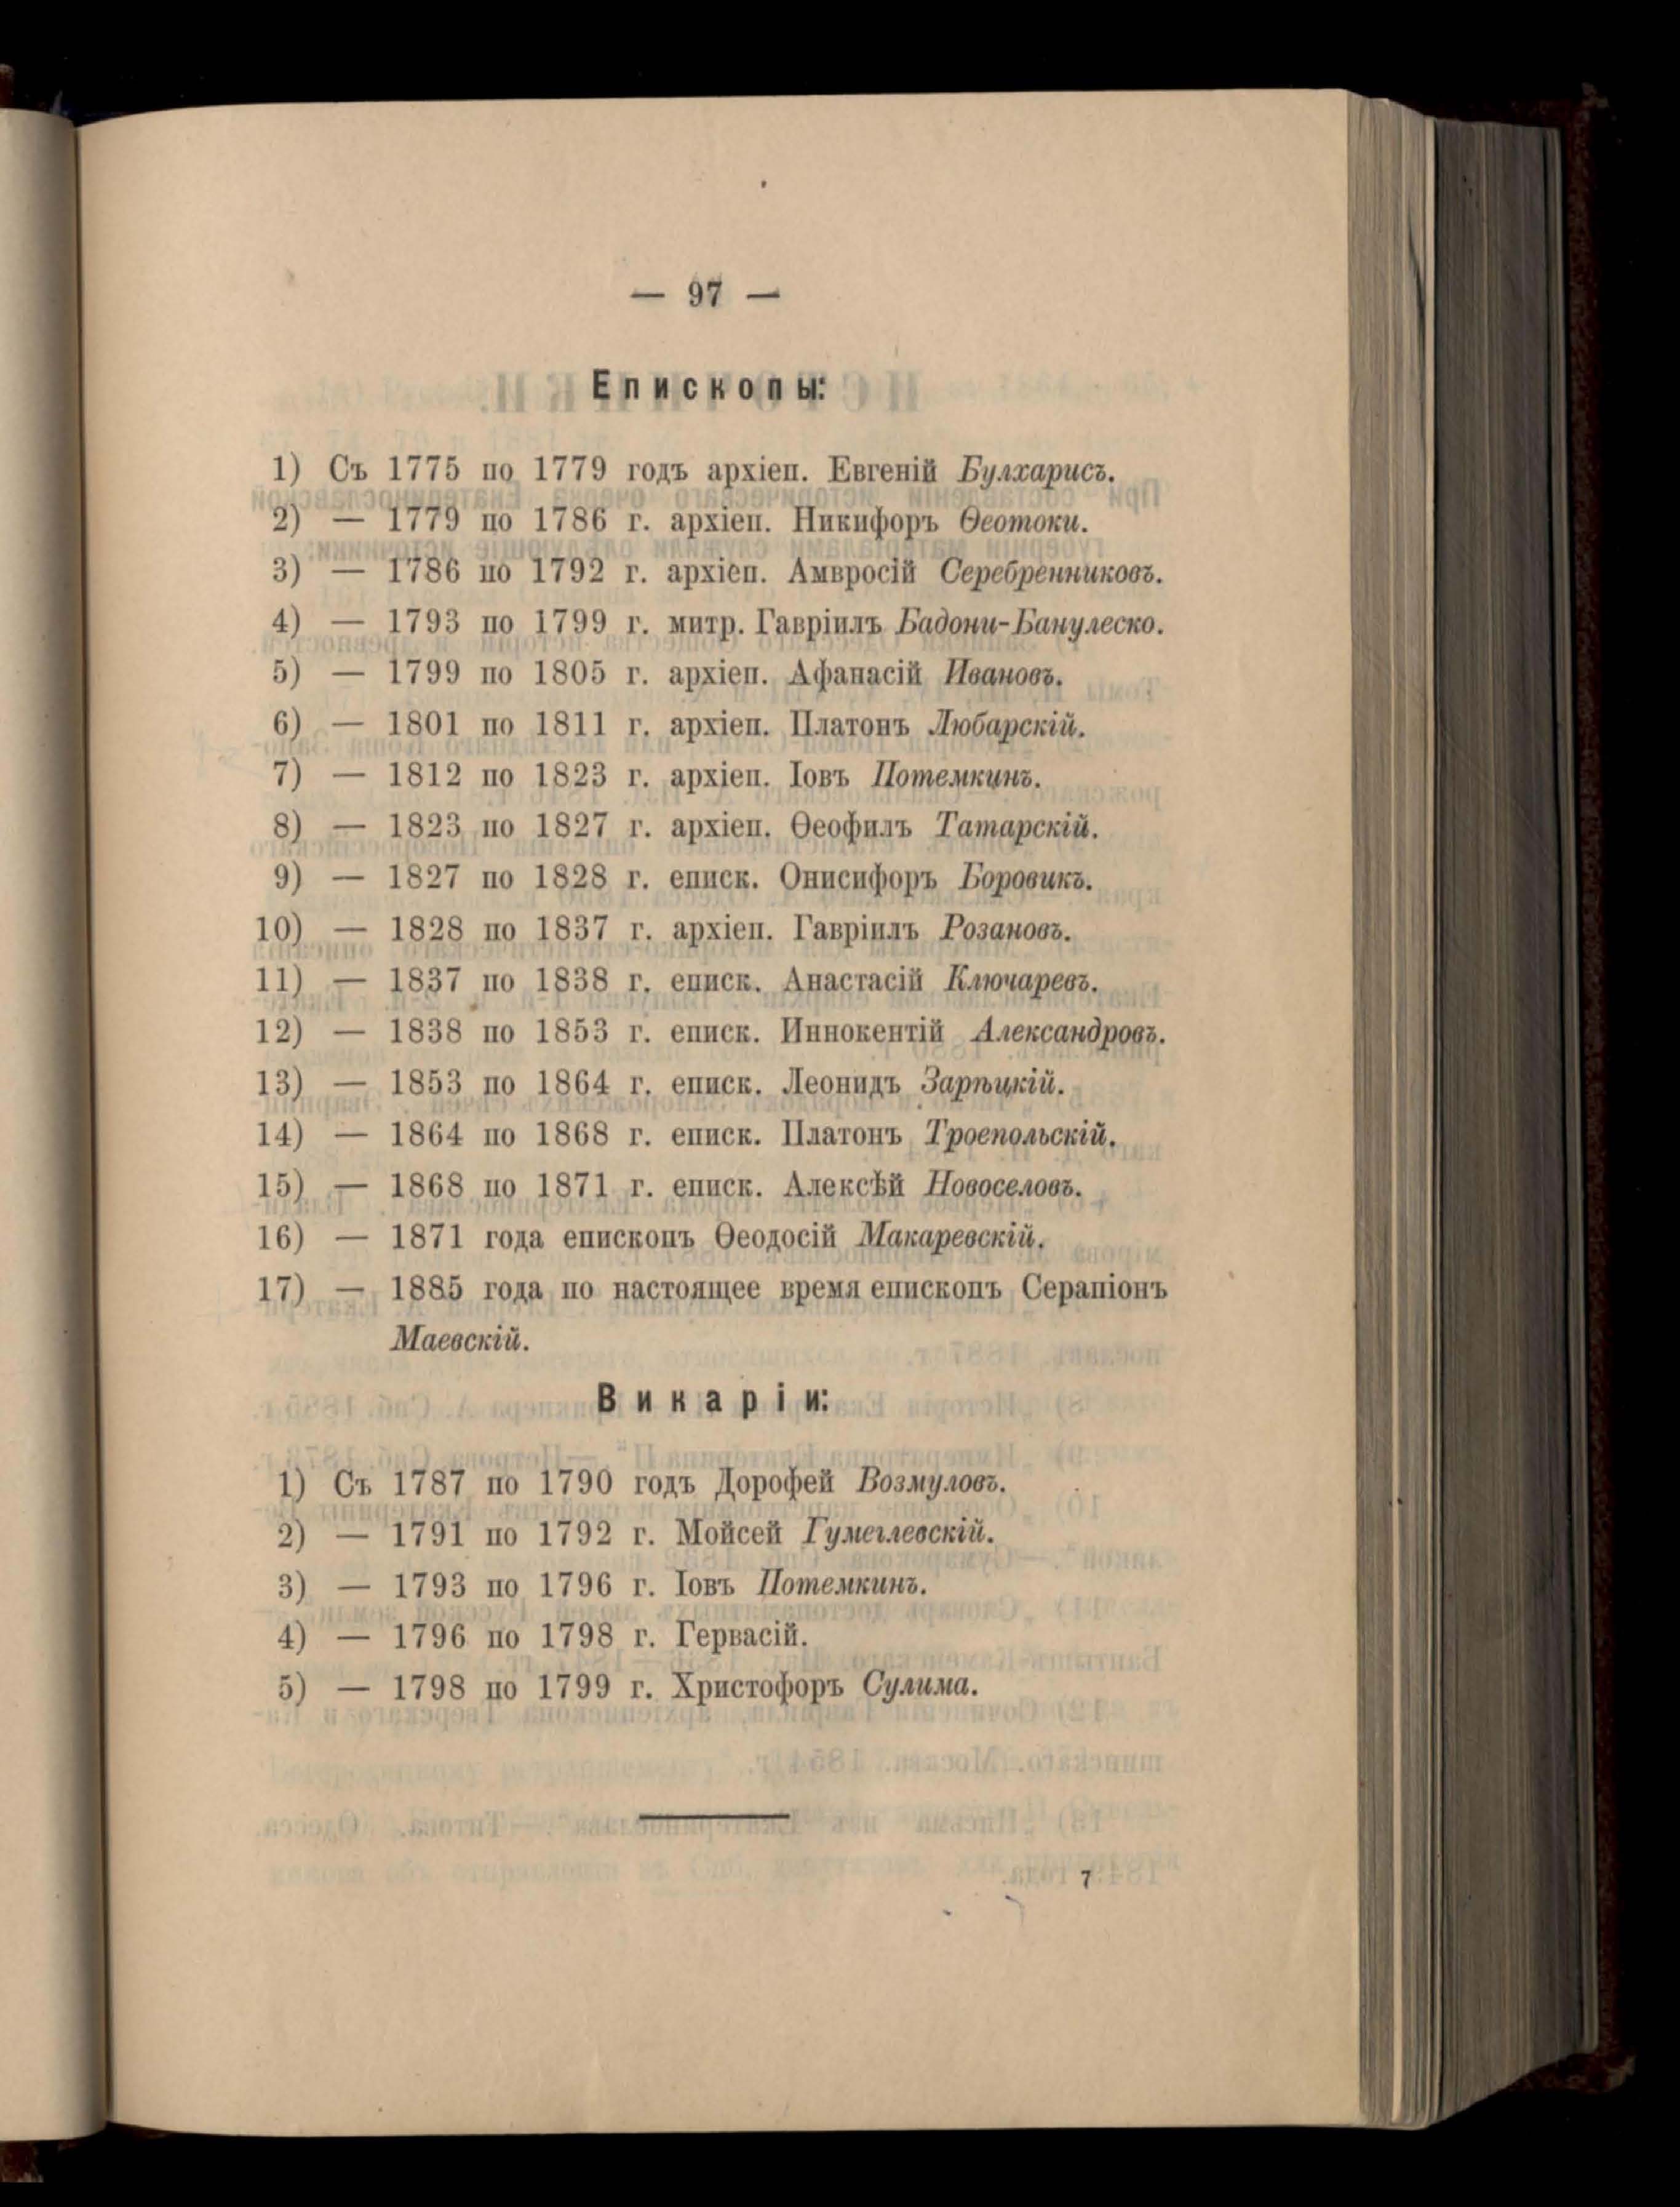 — 97 —
Епископы:
1) Съ 1775 по 1779 годъ архіеп. Евгеній Булхарисъ.
2) — 1779 по 1786 г. архіеп. Никифоръ Ѳеотоки.
3) — 1786 по 1792 г. архіеп. Амвросій Серебренниковъ.
4) — 1793 по 1799 г. митр. Гавріилъ Бадони-Банулеско.
5) — 1799 по 1805 г. архіеп. Афанасій Ивановъ.
6) — 1801 по 1811 г. архіеп. Платонъ Любарскій.
7) — 1812 по 1823 г. архіеп. Іовъ Потемкинъ.
8) — 1823 по 1827 г. архіеп. Ѳеофилъ Татарскій.
9) — 1827 по 1828 г. еписк. Онисифоръ Боровикъ.
10) — 1828 по 1837 г. архіеп. Гавріилъ Розановъ.
11) — 1837 по 1838 г. еписк. Анастасій Ключаревъ.
12) — 1838 по 1853 г. еписк. Иннокентій Александровъ.
13) — 1853 по 1864 г. еписк. Леонидъ Зарѣцкій.
14) — 1864 по 1868 г. еписк. Платонъ Троепольскій.
15) — 1868 по 1871 г. еписк. Алексѣй Новоселовъ.
16) — 1871 года епископъ Ѳеодосій Макаревскій.
17) — 1885 года по настоящее время епископъ Серапіонъ
Маевскій.
Викаріи:
1) Съ 1787 по 1790 годъ Дорофей Возмуловъ.
2) — 1791 по 1792 г. Мойсей Гумеглевскій.
3) — 1793 по 1796 г. Іовъ Потемкинъ.
4) — 1796 по 1798 г. Гервасій.
5) — 1798 по 1799 г. Христофоръ Сулима.
7